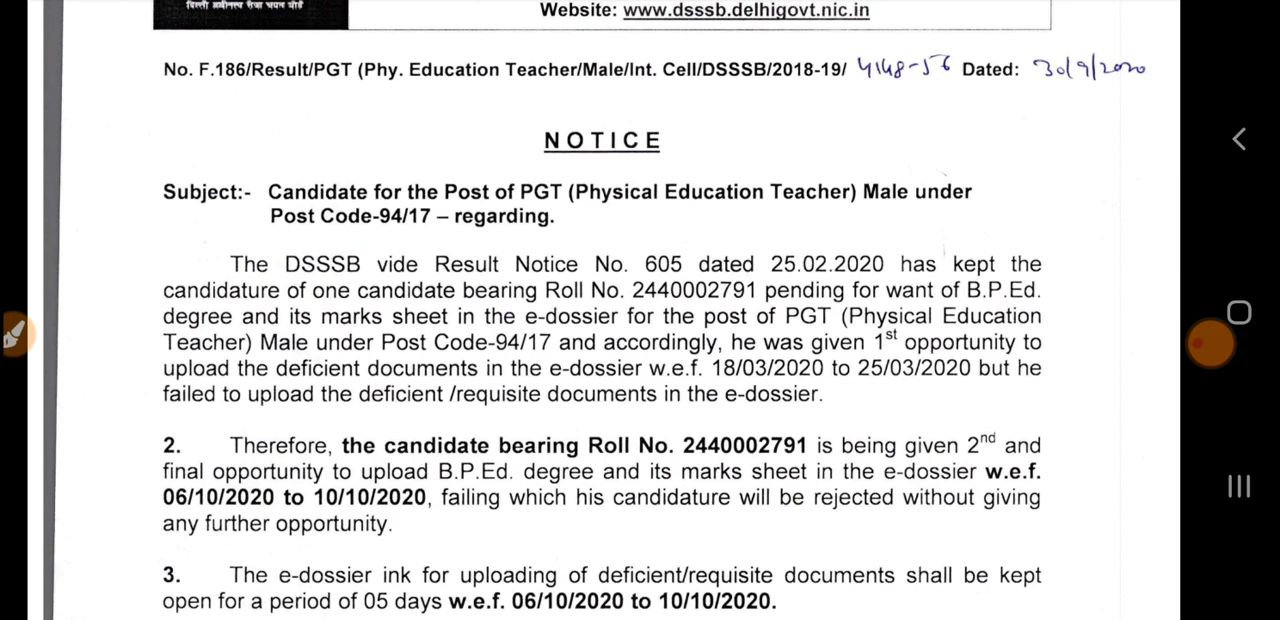 दिल्ली अधीनस्थ सेवा चयन बोर्ड
Website: www.dsssb.delhigovt.nic.in
No. F.186/Result/PGT (Phy. Education Teacher/Male/Int. Cell/DSSSB/2018-19/ 4148-56 Dated: 30/9/2020
NOTICE
Subject:- Candidate for the Post of PGT (Physical Education Teacher) Male under
Post Code-94/17 – regarding.
The DSSSB vide Result Notice No. 605 dated 25.02.2020 has kept the
candidature of one candidate bearing Roll No. 2440002791 pending for want of B.P.Ed.
degree and its marks sheet in the e-dossier for the post of PGT (Physical Education
Teacher) Male under Post Code-94/17 and accordingly, he was given 1st opportunity to
upload the deficient documents in the e-dossier w.e.f. 18/03/2020 to 25/03/2020 but he
failed to upload the deficient /requisite documents in the e-dossier.
2. Therefore, the candidate bearing Roll No. 2440002791 is being given 2nd and
final opportunity to upload B.P.Ed. degree and its marks sheet in the e-dossier w.e.f.
06/10/2020 to 10/10/2020, failing which his candidature will be rejected without giving
any further opportunity.
3. The e-dossier ink for uploading of deficient/requisite documents shall be kept
open for a period of 05 days w.e.f. 06/10/2020 to 10/10/2020.